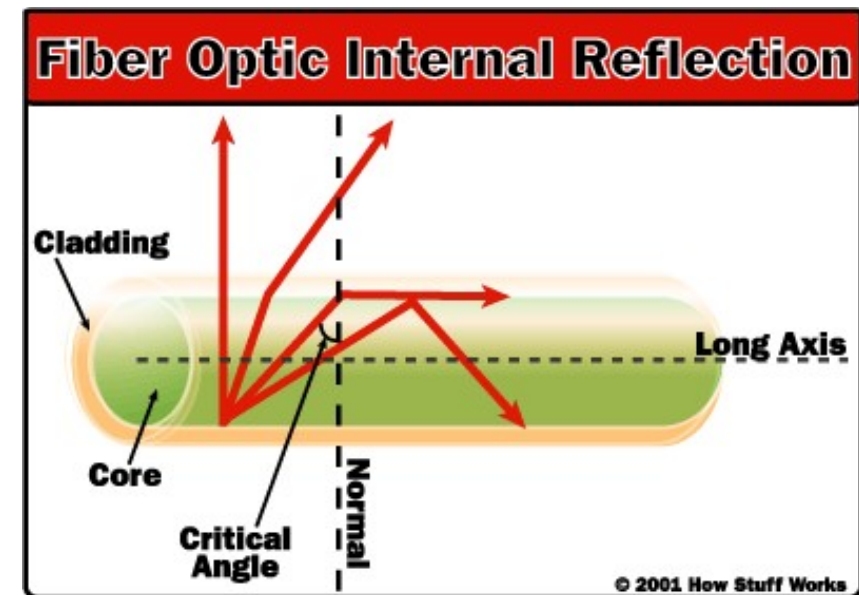 Fiber Optic Internal Reflection
Cladding
Long Axis
Core
Normal
Critical
Angle
© 2001 How Stuff Works